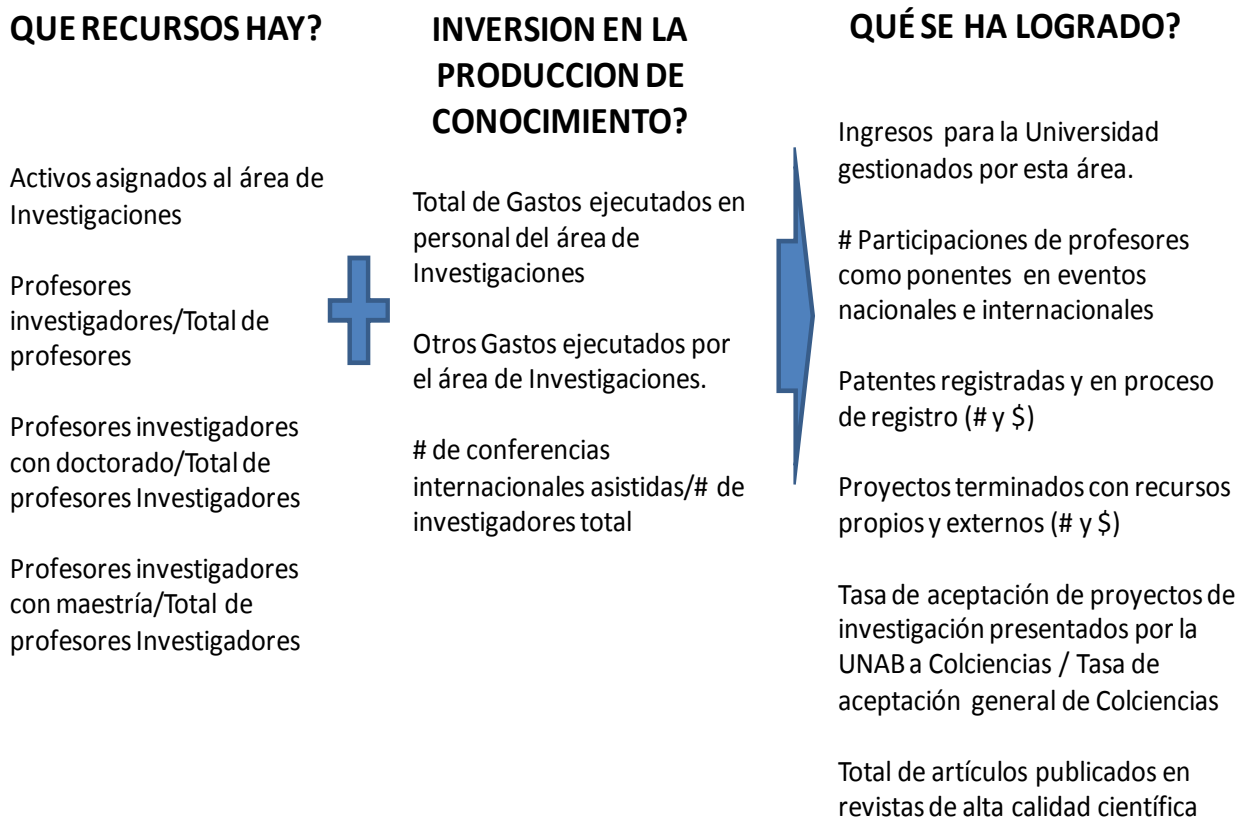 QUE RECURSOS HAY?
Activos asignados al área de
Investigaciones
Profesores
investigadores/Total de
profesores
Profesores investigadores
con doctorado/Total de
profesores Investigadores
Profesores investigadores
con maestría/Total de
profesores Investigadores
INVERSION EN LA
PRODUCCION DE
CONOCIMIENTO?
Total de Gastos ejecutados en
personal del área de
Investigaciones
Otros Gastos ejecutados por
el área de Investigaciones.
# de conferencias
internacionales asistidas/# de
investigadores total
QUÉ SE HA LOGRADO?
Ingresos para la Universidad
gestionados por esta área.
# Participaciones de profesores
como ponentes en eventos
nacionales e internacionales
Patentes registradas y en proceso
de registro (# y $)
Proyectos terminados con recursos
propios y externos (# y $)
Tasa de aceptación de proyectos de
investigación presentados por la
UNAB a Colciencias / Tasa de
aceptación general de Colciencias
Total de artículos publicados en
revistas de alta calidad científica